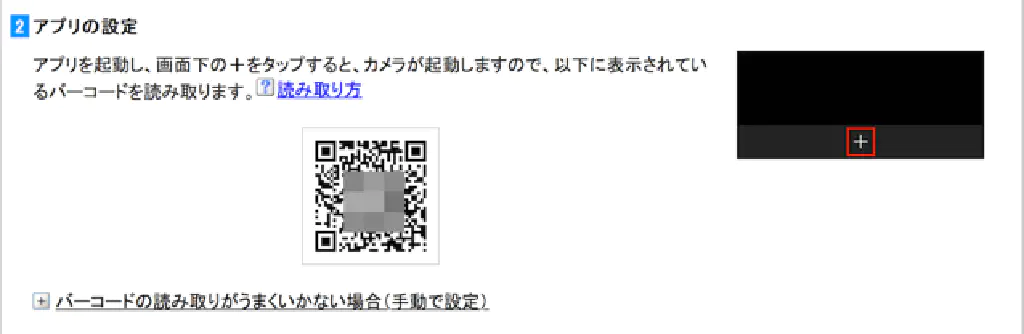 2 アプリの設定
アプリを起動し、画面下の＋をタップすると、カメラが起動しますので、以下に表示されてい
るバーコードを読み取ります。? 読み取り方
+
+ バーコードの読み取りがうまくいかない場合(手動で設定)